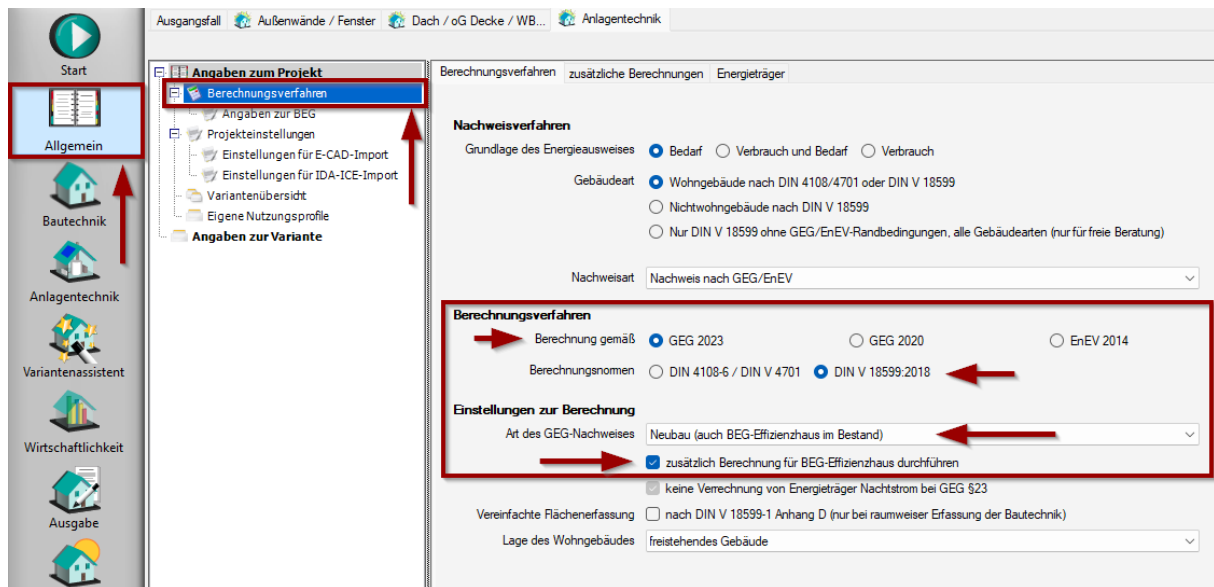 Ausgangsfall Außenwände / Fenster Dach / oG Decke / WB... Anlagentechnik
Start
Allgemein
Bautechnik
Anlagentechnik
Variantenassistent
Wirtschaftlichkeit
Ausgabe
Angaben zum Projekt
Berechnungsverfahren
Angaben zur BEG
Projekteinstellungen
Einstellungen für E-CAD-Import
Einstellungen für IDA-ICE-Import
Variantenübersicht
Eigene Nutzungsprofile
Angaben zur Variante
Berechnungsverfahren zusätzliche Berechnungen Energieträger
Nachweisverfahren
Grundlage des Energieausweises Bedarf Verbrauch und Bedarf Verbrauch
Gebäudeart Wohngebäude nach DIN 4108/4701 oder DIN V 18599
Nichtwohngebäude nach DIN V 18599
Nur DIN V 18599 ohne GEG/EnEV-Randbedingungen, alle Gebäudearten (nur für freie Beratung)
Nachweisart Nachweis nach GEG/EnEV
Berechnungsverfahren
Berechnung gemäß GEG 2023 GEG 2020 EnEV 2014
Berechnungsnormen DIN 4108-6 / DIN V 4701 DIN V 18599:2018
Einstellungen zur Berechnung
Art des GEG-Nachweises Neubau (auch BEG-Effizienzhaus im Bestand)
zusätzlich Berechnung für BEG-Effizienzhaus durchführen
keine Verrechnung von Energieträger Nachtstrom bei GEG §23
Vereinfachte Flächenerfassung nach DIN V 18599-1 Anhang D (nur bei raumweiser Erfassung der Bautechnik)
Lage des Wohngebäudes freistehendes Gebäude